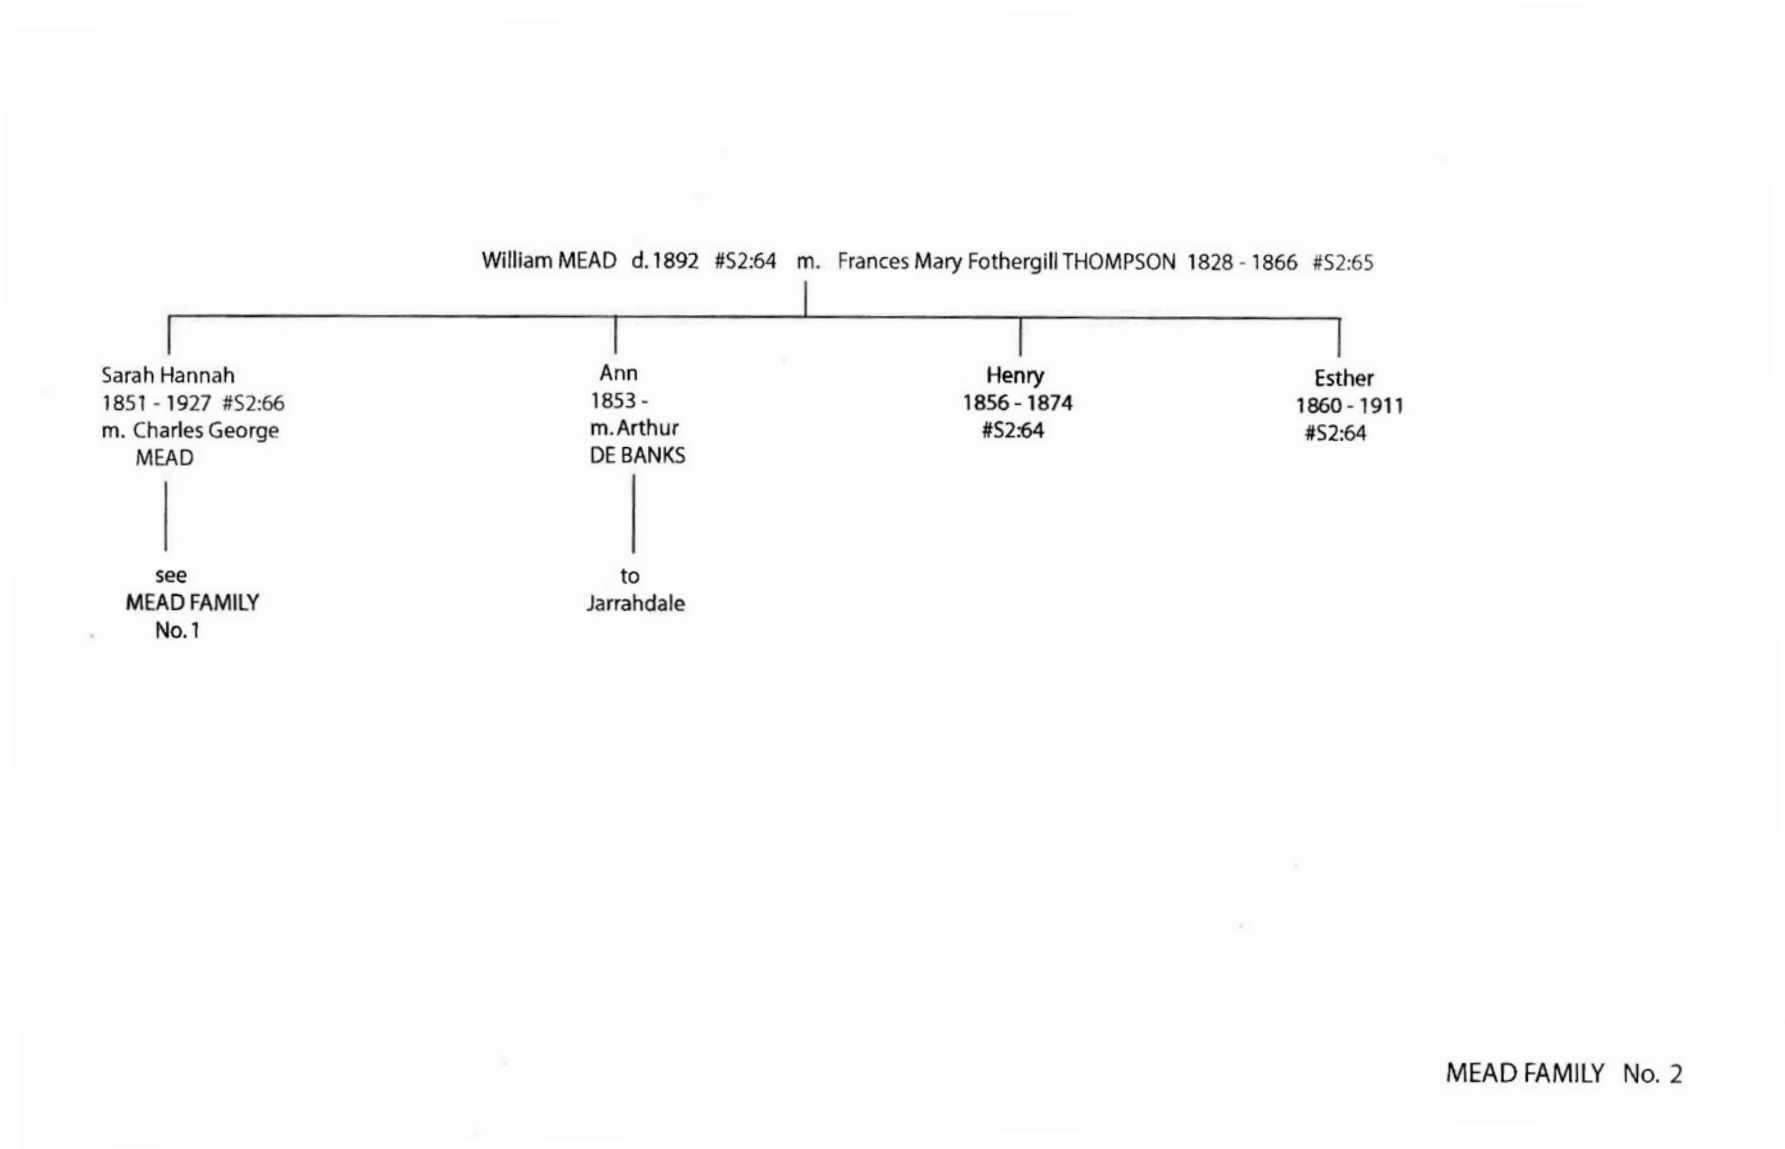 William MEAD d. 1892 #S2:64 m. Frances Mary Fothergill THOMPSON 1828 - 1866 #S2:65
Sarah Hannah
1851 - 1927 #S2:66
m. Charles George
MEAD
see
MEAD FAMILY
No. 1
Ann
1853 -
m. Arthur
DE BANKS
to
Jarrahdale
Henry
1856 - 1874
#S2:64
Esther
1860 - 1911
#S2:64
MEAD FAMILY No. 2